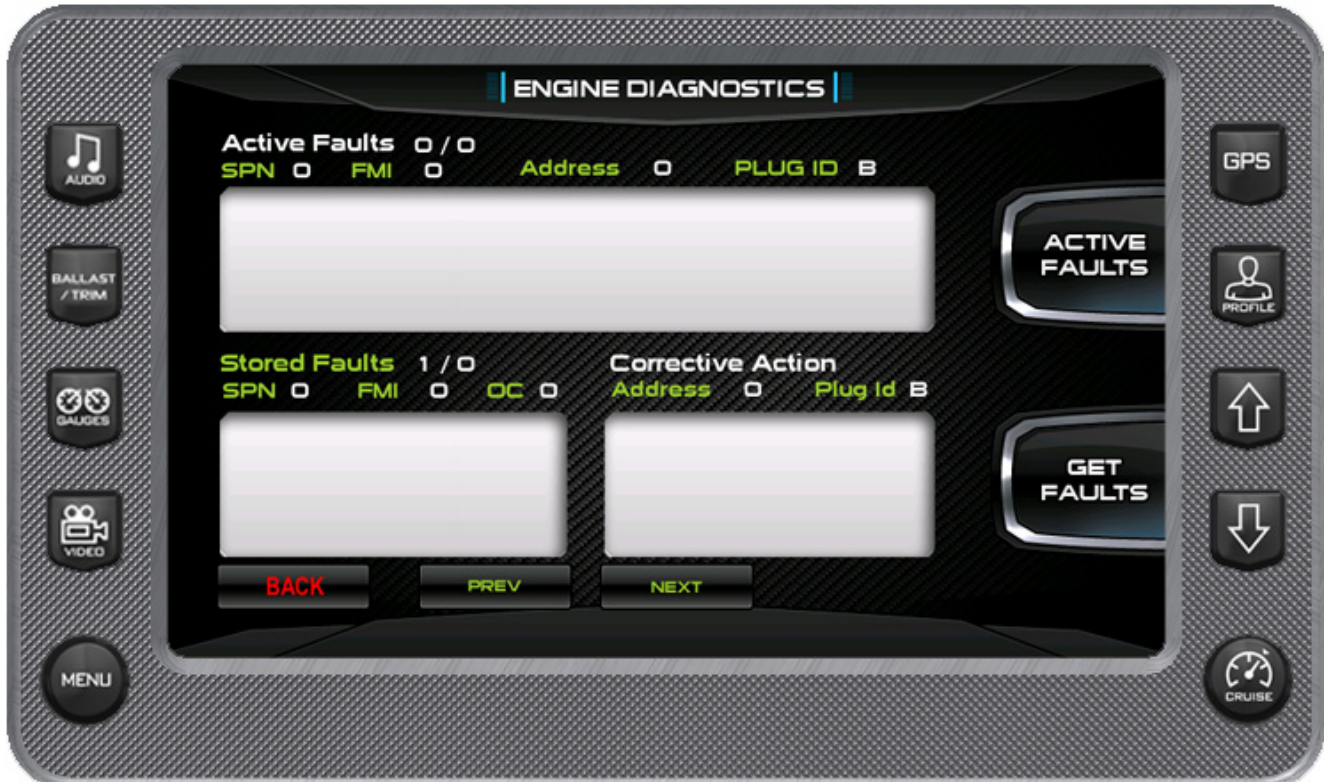 ENGINE DIAGNOSTICS
Active Faults 0 / 0
SPN 0 FMI 0 Address 0 PLUG ID B
Stored Faults 1 / 0 Corrective Action
SPN 0 FMI 0 OC 0 Address 0 Plug Id B
BACK PREV NEXT
ACTIVE
FAULTS
GET
FAULTS
AUDIO
BALLAST
/ TRIM
GAUGES
VIDEO
MENU
GPS
PROFILE
CRUISE